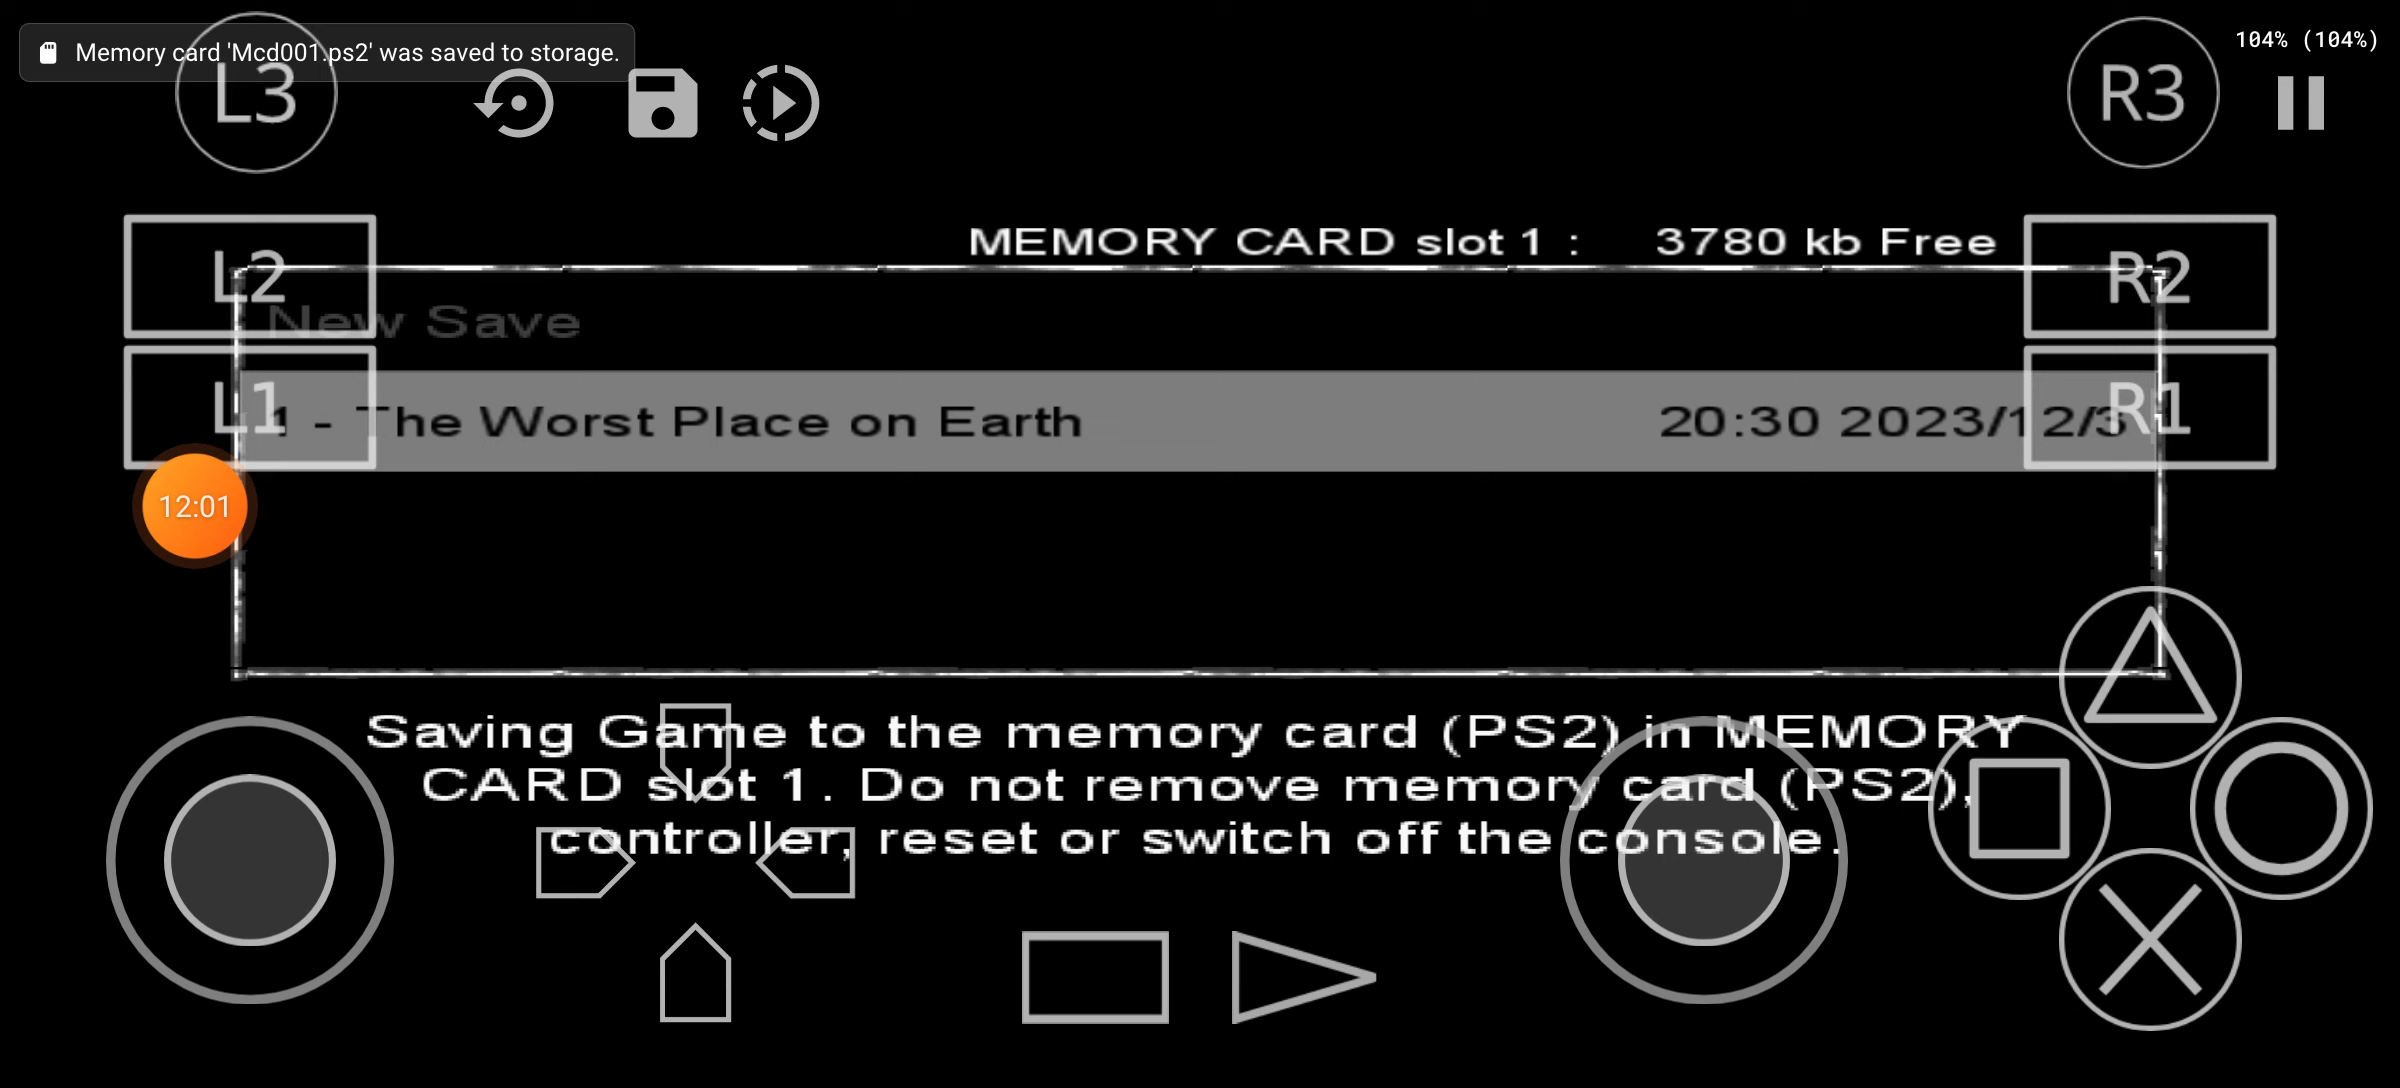 Memory card 'Mcd001.ps2' was saved to storage.
104% (104%)
L3
R3
MEMORY CARD slot 1 : 3780 kb Free
L2
R2
New Save
L1
R1
1 - The Worst Place on Earth 20:30 2023/12/3
12:01
Saving Game to the memory card (PS2) in MEMORY
CARD slot 1. Do not remove memory card (PS2),
controller, reset or switch off the console.